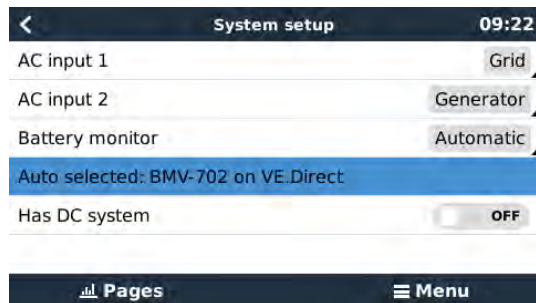 System setup 09:22
AC input 1 Grid
AC input 2 Generator
Battery monitor Automatic
Auto selected: BMV-702 on VE.Direct
Has DC system OFF
Pages Menu